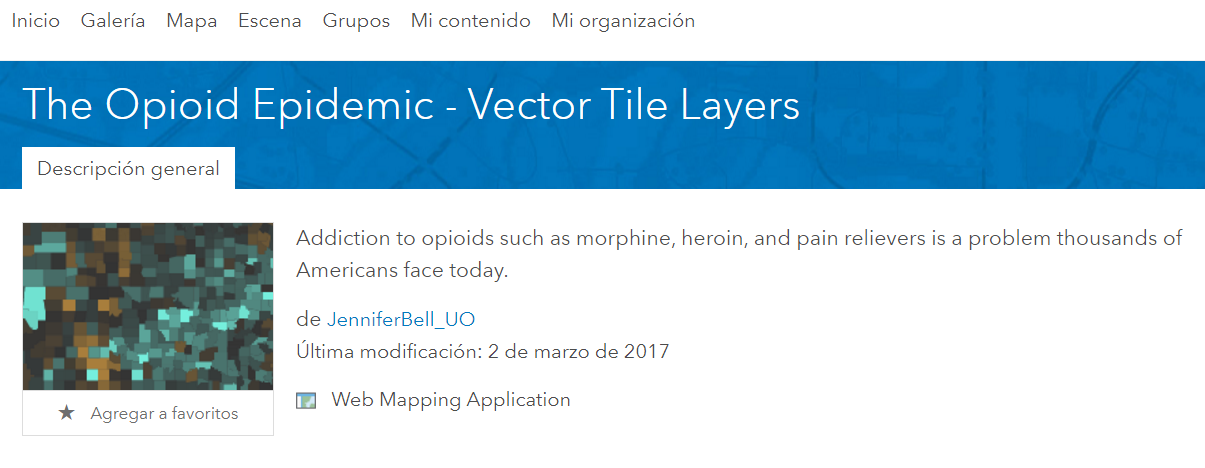 Inicio Galería Mapa Escena Grupos Mi contenido Mi organización
The Opioid Epidemic - Vector Tile Layers
Descripción general
Addiction to opioids such as morphine, heroin, and pain relievers is a problem thousands of
Americans face today.
de JenniferBell_UO
Última modificación: 2 de marzo de 2017
Web Mapping Application
Agregar a favoritos